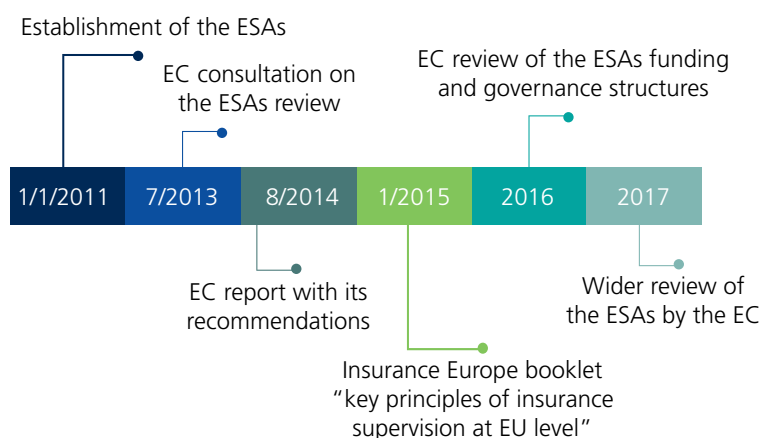 Establishment of the ESAs
EC consultation on
the ESAs review
EC review of the ESAs funding
and governance structures
1/1/2011
7/2013
8/2014
1/2015
2016
2017
EC report with its
recommendations
Wider review of
the ESAs by the EC
Insurance Europe booklet
“key principles of insurance
supervision at EU level”